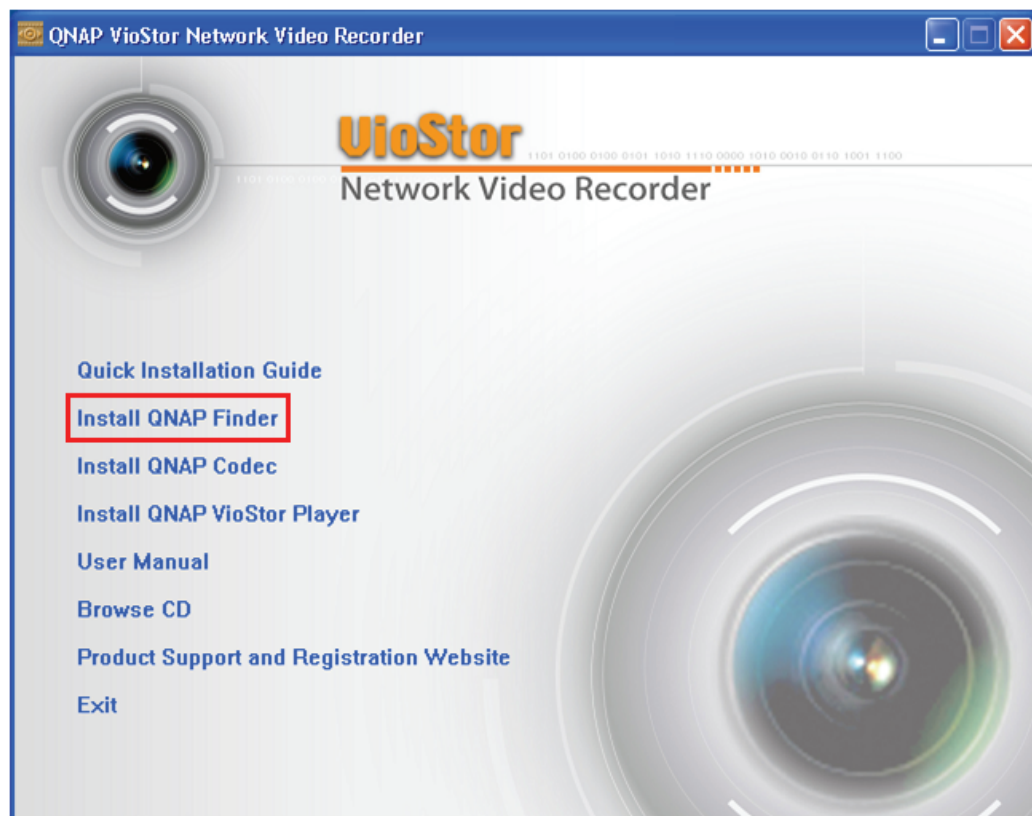 QNAP VioStor Network Video Recorder
VioStor
1101 0100 0100 0101 1010 1110 0000 1010 0010 0110 1001 1100
Network Video Recorder
Quick Installation Guide
Install QNAP Finder
Install QNAP Codec
Install QNAP VioStor Player
User Manual
Browse CD
Product Support and Registration Website
Exit